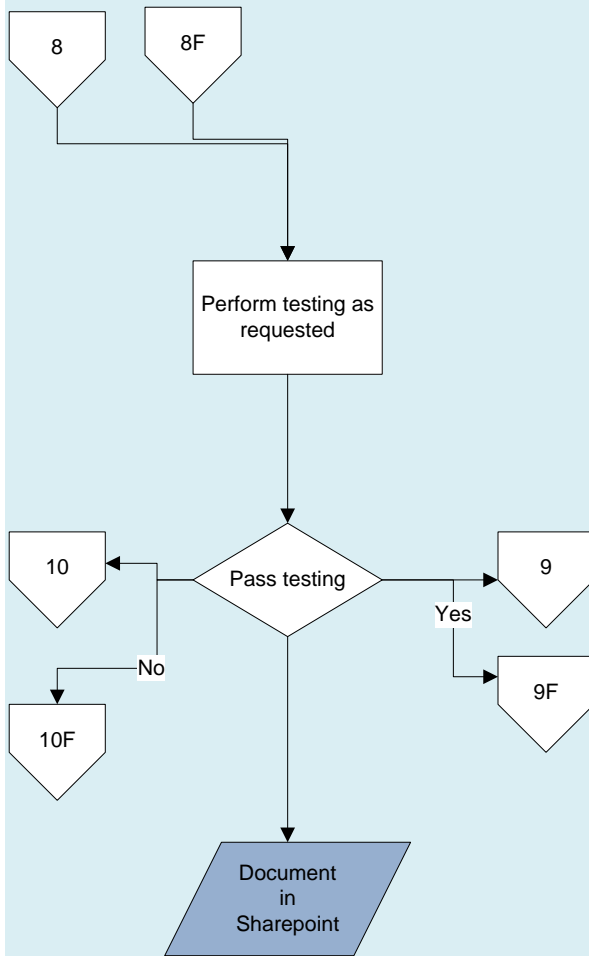 8
8F
Perform testing as
requested
10
Pass testing
9
Yes
No
9F
10F
Document
in
Sharepoint